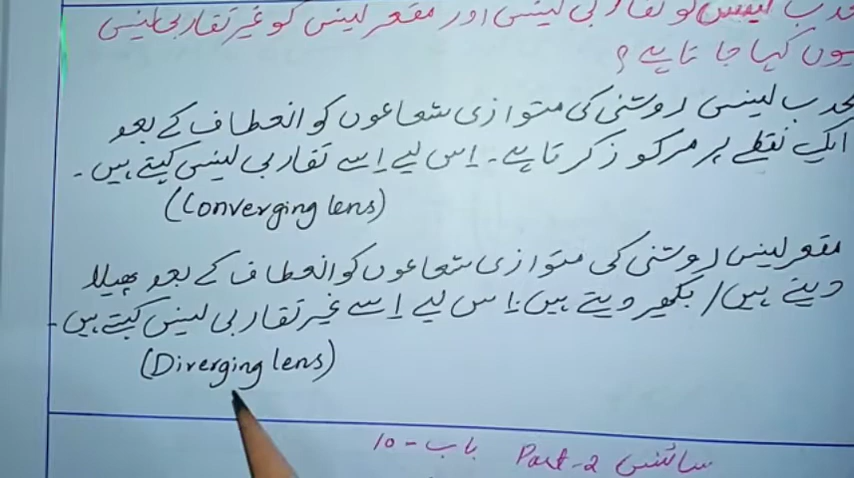 محدب لینس کو تقاربی لینس اور مقعر لینس کو غیر تقاربی لینس
کیوں کہا جاتا ہے؟
محدب لینس روشنی کی متوازی شعاعوں کو انعطاف کے بعد
ایک نقطے پر مرکوز کرتا ہے۔ اس لیے اسے تقاربی لینس کہتے ہیں۔
(Converging lens)
مقعر لینس روشنی کی متوازی شعاعوں کو انعطاف کے بعد پھیلا
دیتے ہیں/ بکھیر دیتے ہیں۔ اس لیے اسے غیر تقاربی لینس کہتے ہیں۔
(Diverging lens)
سائنس Part-2 باب - 10